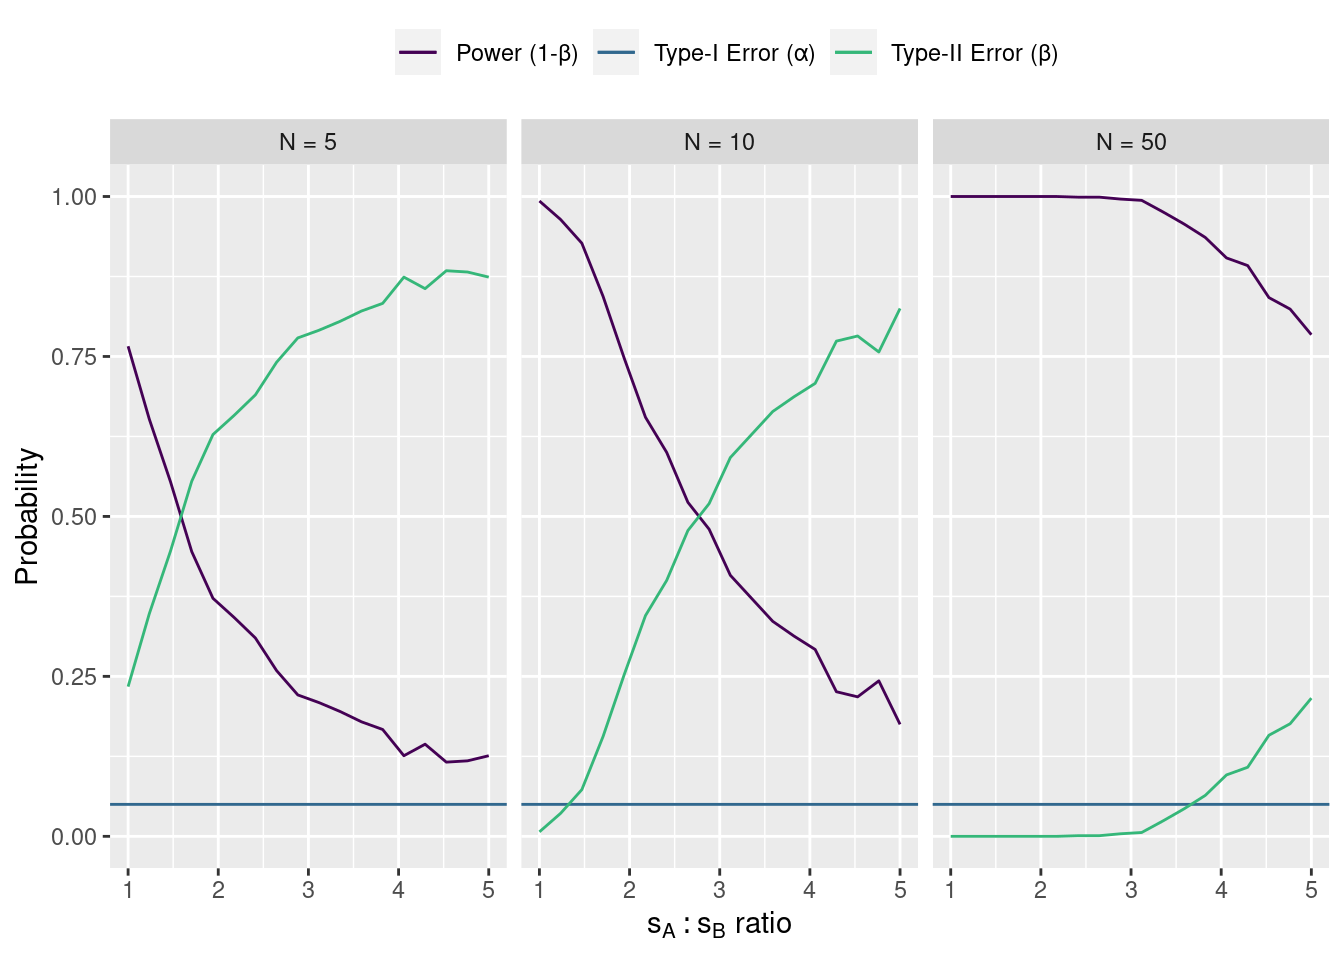 Power (1-β) Type-I Error (α) Type-II Error (β)
N = 5 N = 10 N = 50
1.00
0.75
0.50
0.25
0.00
Probability
1 2 3 4 5 1 2 3 4 5 1 2 3 4 5
sA : sB ratio